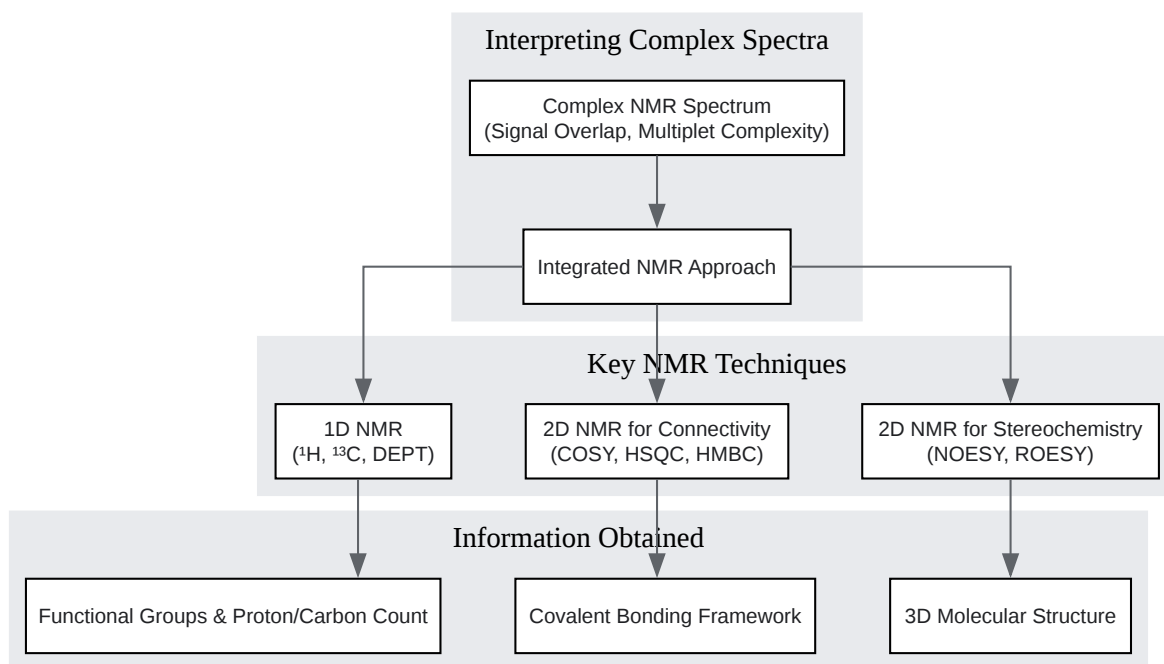 Interpreting Complex Spectra
Complex NMR Spectrum
(Signal Overlap, Multiplet Complexity)
Integrated NMR Approach
Key NMR Techniques
1D NMR
(¹H, ¹³C, DEPT)
2D NMR for Connectivity
(COSY, HSQC, HMBC)
2D NMR for Stereochemistry
(NOESY, ROESY)
Information Obtained
Functional Groups & Proton/Carbon Count
Covalent Bonding Framework
3D Molecular Structure